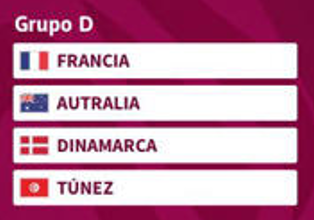 Grupo D
FRANCIA
AUTRALIA
DINAMARCA
TÚNEZ